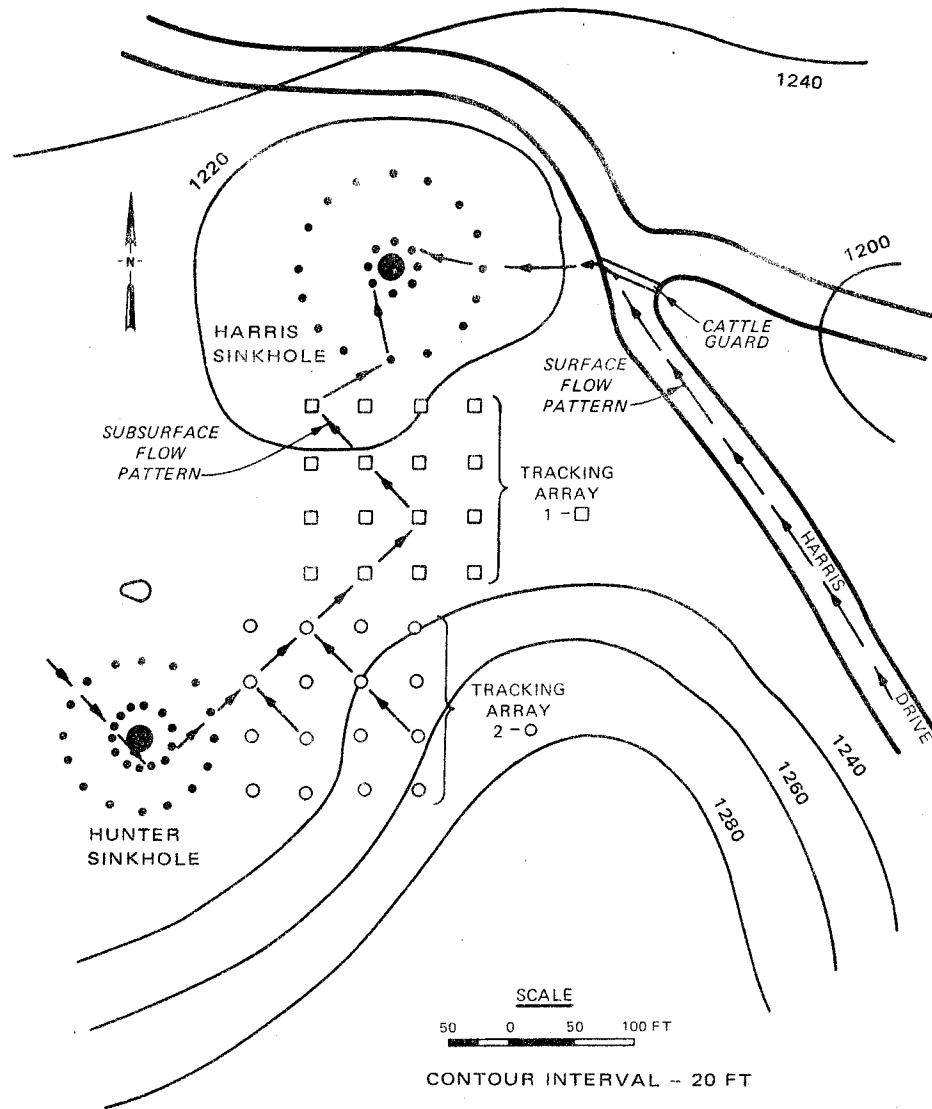 1240
1220
-N-
1200
HARRIS
SINKHOLE
CATTLE
GUARD
SURFACE
FLOW
PATTERN
SUBSURFACE
FLOW
PATTERN
TRACKING
ARRAY
1-□
HARRIS
DRIVE
TRACKING
ARRAY
2-O
1240
1260
1280
HUNTER
SINKHOLE
SCALE
50 0 50 100 FT
CONTOUR INTERVAL - 20 FT